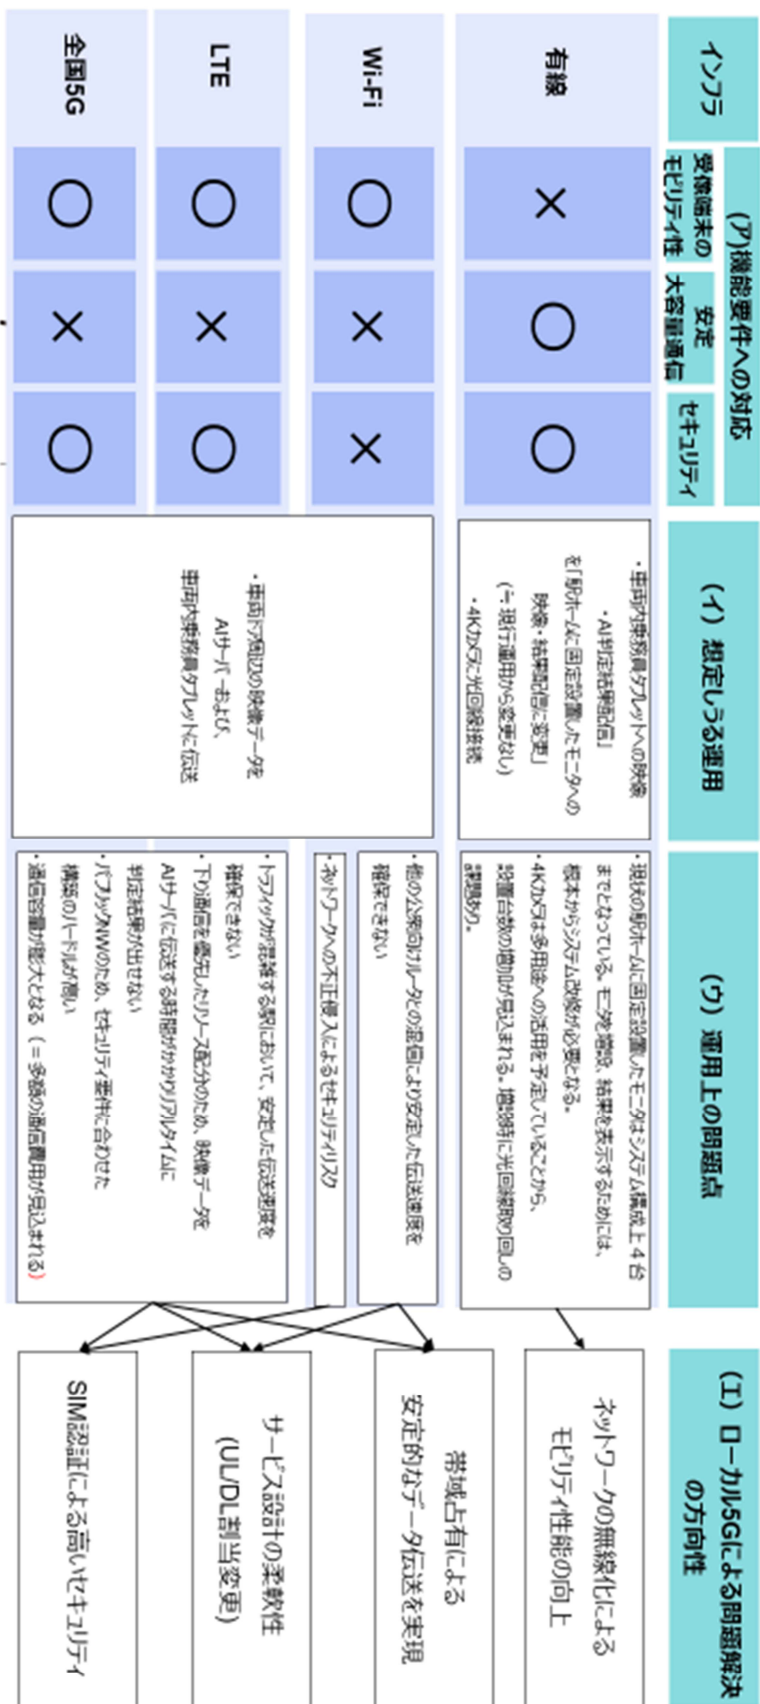 インフラ
(ア)機能要件への対応
受像端末の
モビリティ性
安定
大容量通信
セキュリティ
(イ) 想定しうる運用
(ウ) 運用上の問題点
(エ) ローカル5Gによる問題解決
の方向性
有線
×
○
○
・車両内乗務員タブレットへの映像
・AI判定結果配信」
を「駅ホームに固定設置したモニタへの
映像・結果配信に変更」
(≒現行運用から変更なし)
・4Kカメラに光回線接続
・現状の駅ホームに固定設置したモニタはシステム構成上4台
までとなっている。モニタを増設、結果を表示するためには、
根本からシステム改修が必要となる。
・4Kカメラは多用途への活用を予定していることから、
設置台数の増加が見込まれる。増設時に光回線取り回しの
課題あり。
ネットワークの無線化による
モビリティ性能の向上
Wi-Fi
○
×
×
・他の公衆向けルータとの混信により安定した伝送速度を
確保できない
・ネットワークへの不正侵入によるセキュリティリスク
帯域占有による
安定的なデータ伝送を実現
LTE
○
×
○
・車両ドア周辺の映像データを
AIサーバーおよび、
車両内乗務員タブレットに伝送
・トラフィックが混雑する駅において、安定した伝送速度を
確保できない
・下り通信を優先したリソース配分のため、映像データを
AIサーバに伝送する時間がかかりリアルタイムに
判定結果が出せない
・パブリックNWのため、セキュリティ要件に合わせた
構築のハードルが高い
・通信容量が膨大となる (=多額の通信費用が見込まれる)
サービス設計の柔軟性
(UL/DL割当変更)
全国5G
○
×
○
SIM認証による高いセキュリティ